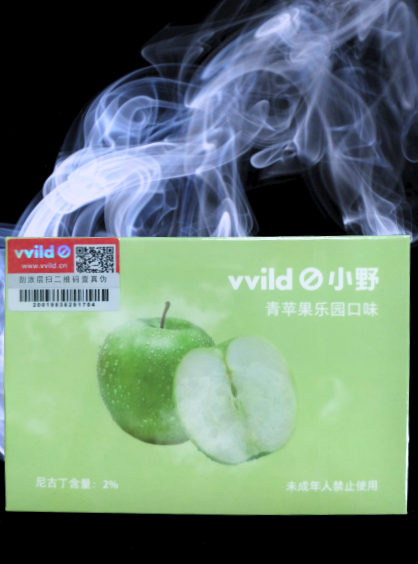 vvild
www.vvild.cn
刮涂层扫二维码查真伪
vvild 小野
青苹果乐园口味
尼古丁含量：2%
未成年人禁止使用